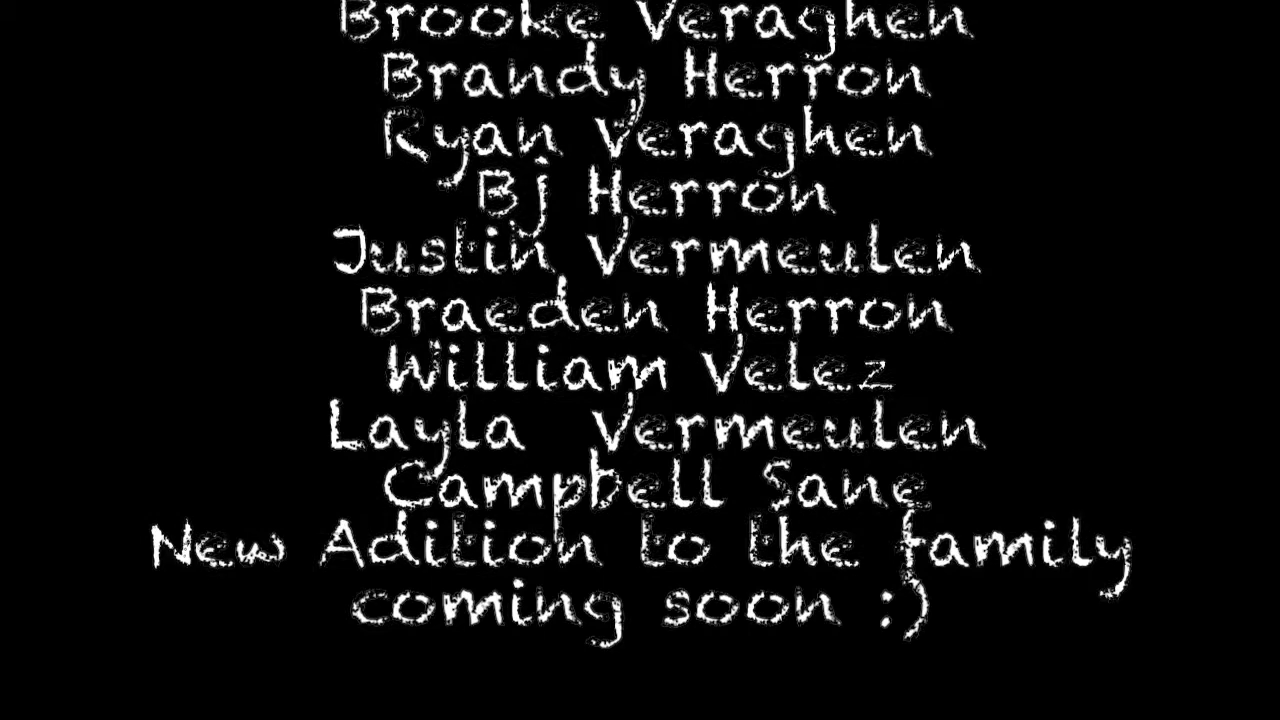 Brooke Veraghen
Brandy Herron
Ryan Veraghen
Bj Herron
Justin Vermeulen
Braeden Herron
William Velez
Layla Vermeulen
Campbell Sane
New Adition to the family
coming soon :)